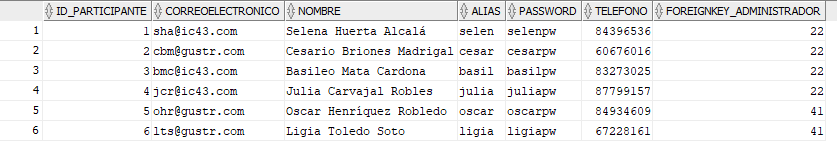 ID_PARTICIPANTE CORREOELECTRONICO NOMBRE ALIAS PASSWORD TELEFONO FOREIGNKEY_ADMINISTRADOR
1 1 sha@ic43.com Selena Huerta Alcalá selen selenpw 84396536 22
2 2 cbm@gustr.com Cesario Briones Madrigal cesar cesarpw 60676016 22
3 3 bmc@ic43.com Basileo Mata Cardona basil basilpw 83273025 22
4 4 jcr@ic43.com Julia Carvajal Robles julia juliapw 87799157 22
5 5 ohr@gustr.com Oscar Henríquez Robledo oscar oscarpw 84934609 41
6 6 lts@gustr.com Ligia Toledo Soto ligia ligiapw 67228161 41